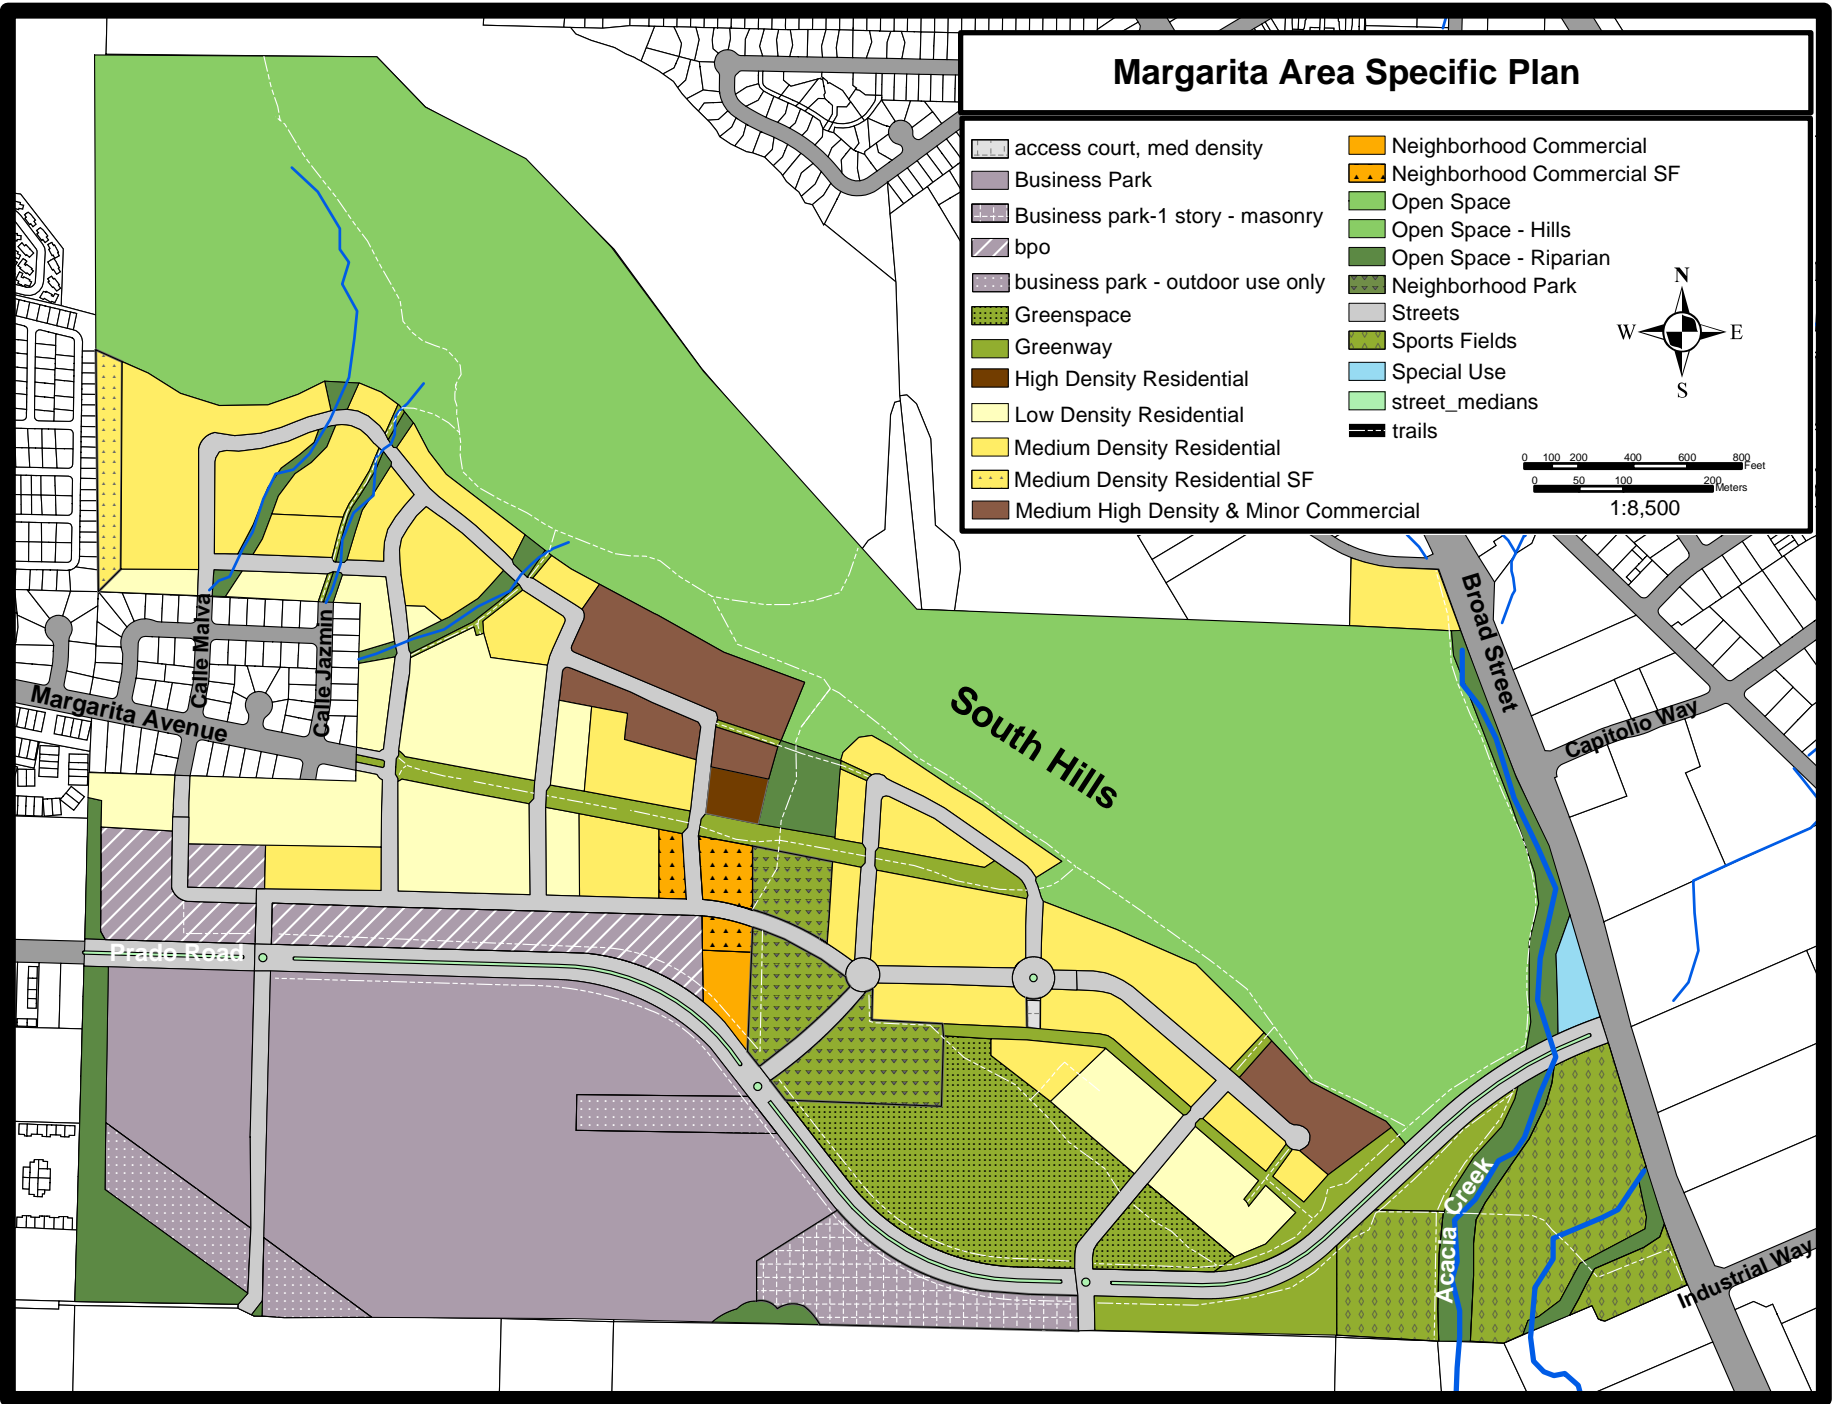 Margarita Area Specific Plan
access court, med density
Business Park
Business park-1 story - masonry
bpo
business park - outdoor use only
Greenspace
Greenway
High Density Residential
Low Density Residential
Medium Density Residential
Medium Density Residential SF
Medium High Density & Minor Commercial
Neighborhood Commercial
Neighborhood Commercial SF
Open Space
Open Space - Hills
Open Space - Riparian
Neighborhood Park
Streets
Sports Fields
Special Use
street_medians
trails
N
W E
S
0 100 200 400 600 800 Feet
0 50 100 200 Meters
1:8,500
Broad Street
Calle Malva
Calle Jazmin
Margarita Avenue
South Hills
Capitolio Way
Prado Road
Acacia Creek
Industrial Way